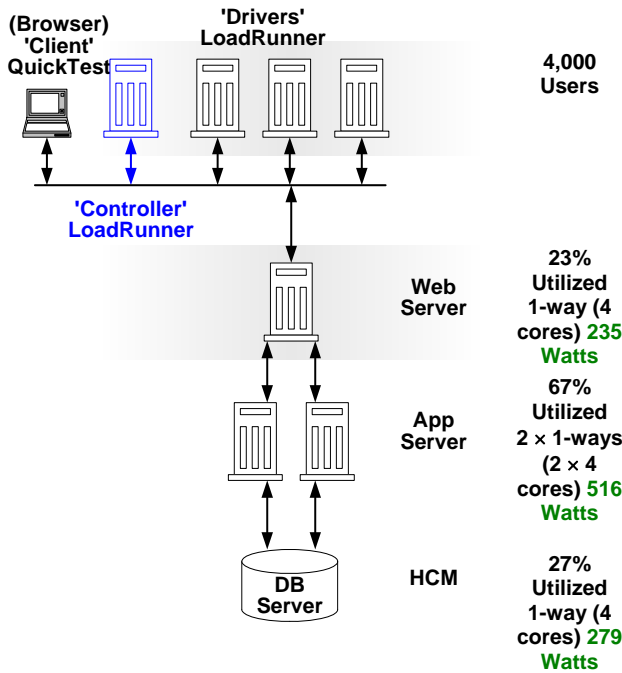 (Browser)
'Client'
QuickTest
'Drivers'
LoadRunner
4,000
Users
'Controller'
LoadRunner
Web
Server
23%
Utilized
1-way (4
cores) 235
Watts
App
Server
67%
Utilized
2 × 1-ways
(2 × 4
cores) 516
Watts
DB
Server
HCM
27%
Utilized
1-way (4
cores) 279
Watts